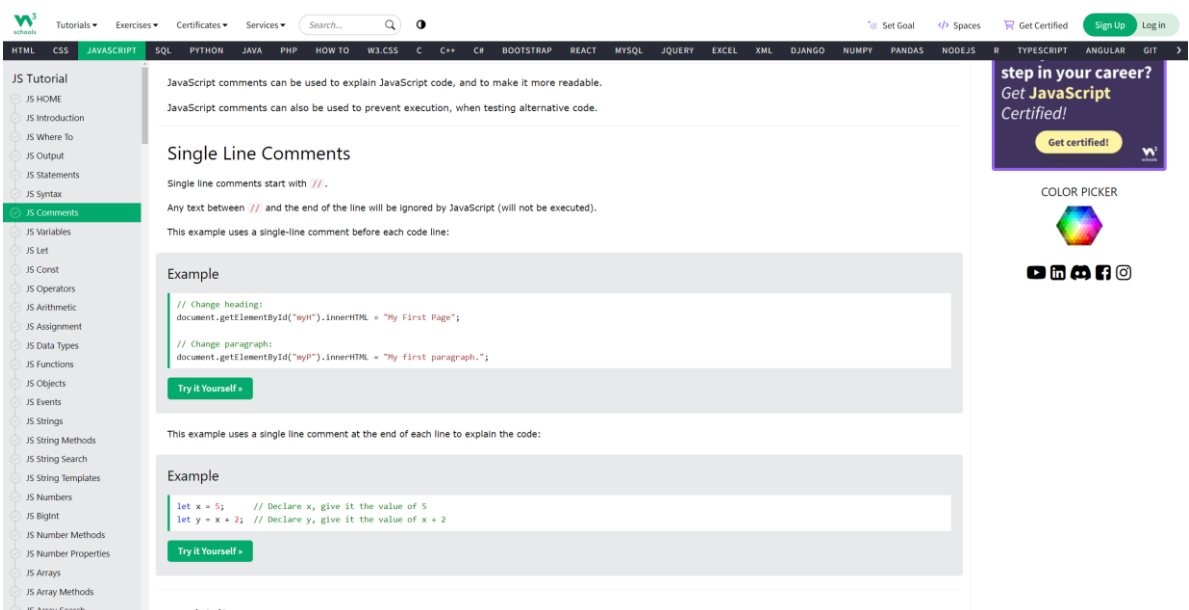 W3 schools
Tutorials Exercises Certificates Services Search... Set Goal </> Spaces Get Certified Sign Up Log in
HTML CSS JAVASCRIPT SQL PYTHON JAVA PHP HOW TO W3.CSS C C++ C# BOOTSTRAP REACT MYSQL JQUERY EXCEL XML DJANGO NUMPY PANDAS NODEJS R TYPESCRIPT ANGULAR GIT
JS Tutorial
JS HOME
JS Introduction
JS Where To
JS Output
JS Statements
JS Syntax
JS Comments
JS Variables
JS Let
JS Const
JS Operators
JS Arithmetic
JS Assignment
JS Data Types
JS Functions
JS Objects
JS Events
JS Strings
JS String Methods
JS String Search
JS String Templates
JS Numbers
JS BigInt
JS Number Methods
JS Number Properties
JS Arrays
JS Array Methods
JavaScript comments can be used to explain JavaScript code, and to make it more readable.
JavaScript comments can also be used to prevent execution, when testing alternative code.
Single Line Comments
Single line comments start with //.
Any text between // and the end of the line will be ignored by JavaScript (will not be executed).
This example uses a single-line comment before each code line:
Example
// Change heading:
document.getElementById("myH").innerHTML = "My First Page";
// Change paragraph:
document.getElementById("myP").innerHTML = "My first paragraph.";
Try it Yourself »
This example uses a single line comment at the end of each line to explain the code:
Example
let x = 5;      // Declare x, give it the value of 5
let y = x + 2;  // Declare y, give it the value of x + 2
Try it Yourself »
step in your career?
Get JavaScript
Certified!
Get certified!
W3 schools
COLOR PICKER